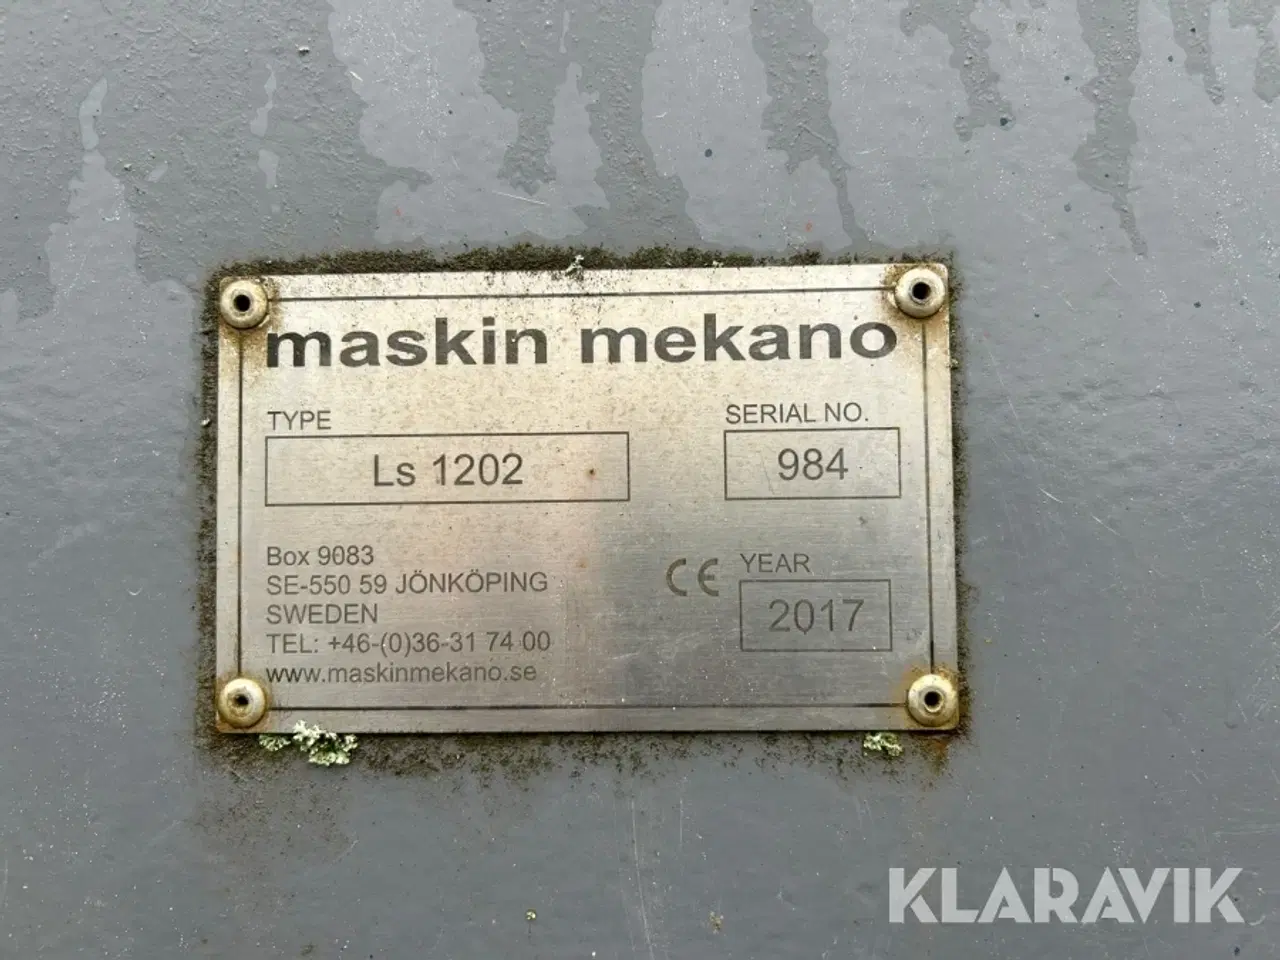 maskin mekano
TYPE
Ls 1202
SERIAL NO.
984
Box 9083
SE-550 59 JÖNKÖPING
SWEDEN
TEL: +46-(0)36-31 74 00
www.maskinmekano.se
CE
YEAR
2017
KLARAVIK